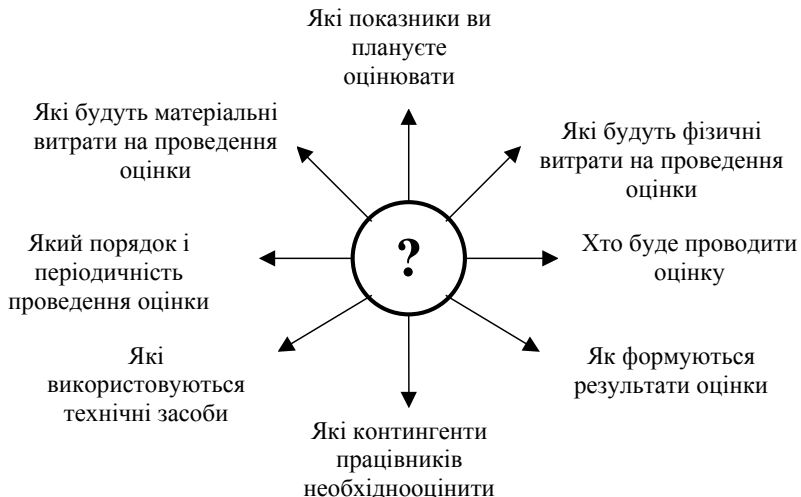 Які показники ви
плануєте
оцінювати
Які будуть матеріальні
витрати на проведення
оцінки
Які будуть фізичні
витрати на проведення
оцінки
?
Який порядок і
періодичність
проведення оцінки
Хто буде проводити
оцінку
Які
використовуються
технічні засоби
Як формуються
результати оцінки
Які контингенти
працівників
необхіднооцінити